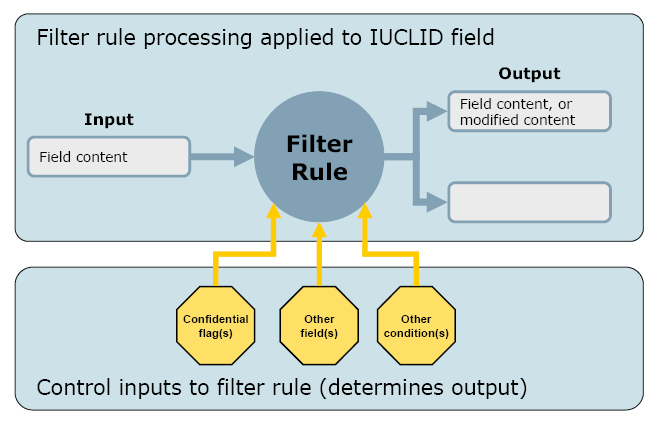 Filter rule processing applied to IUCLID field
Output
Input
Field content, or
modified content
Field content
Filter
Rule
Confidential
flag(s)
Other
field(s)
Other
condition(s)
Control inputs to filter rule (determines output)